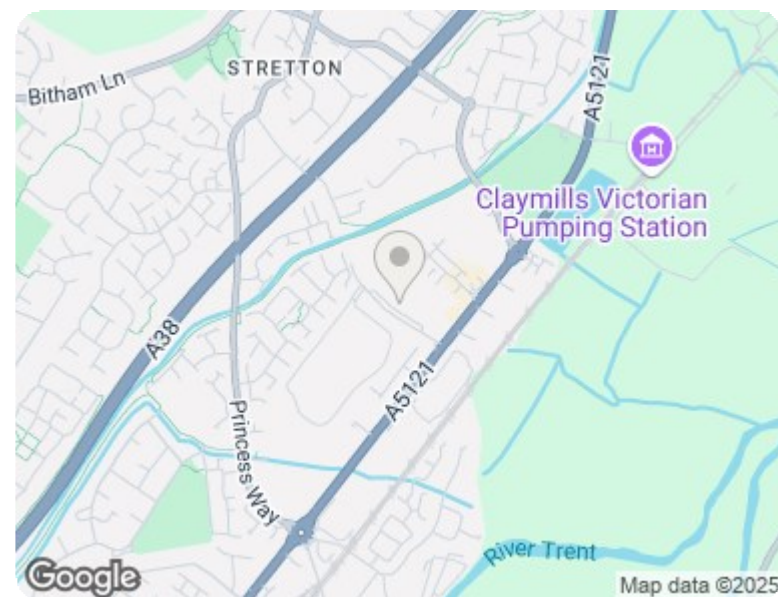 STRETTON
Bitham Ln
A5121
Claymills Victorian
Pumping Station
A38
A5121
Princess Way
River Trent
Google
Map data ©2025